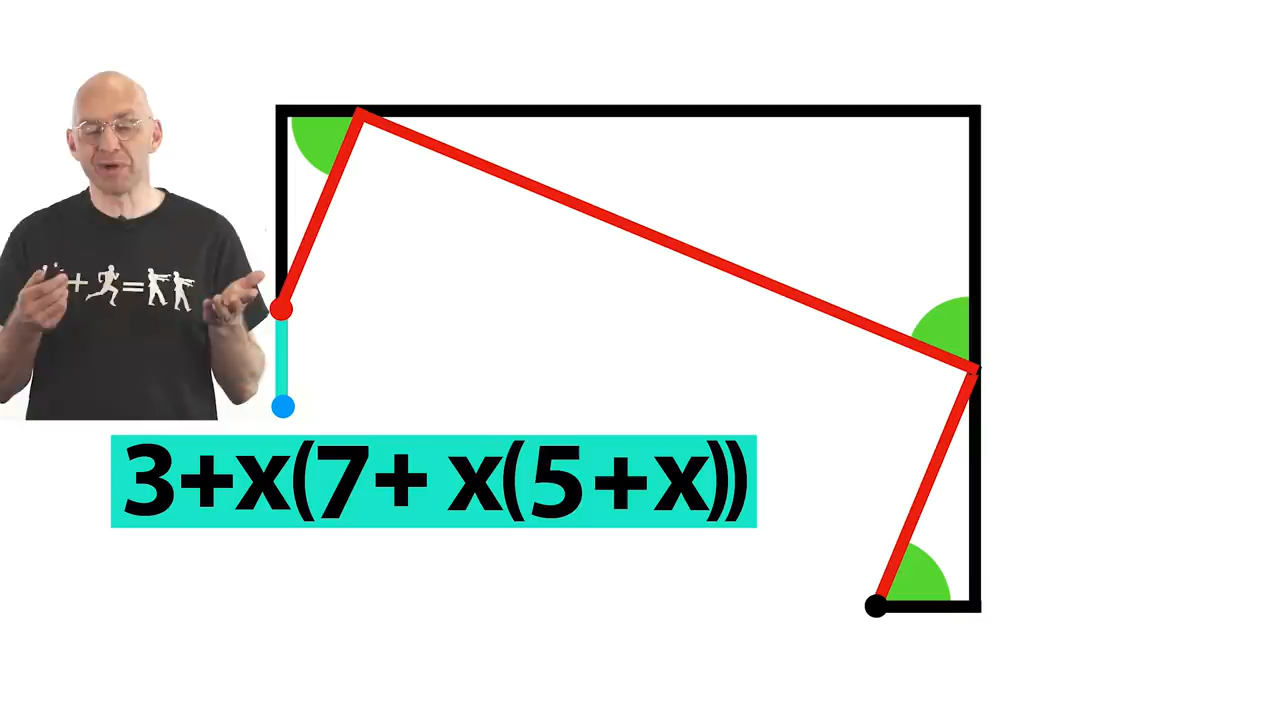 + =
3+x(7+ x(5+x))